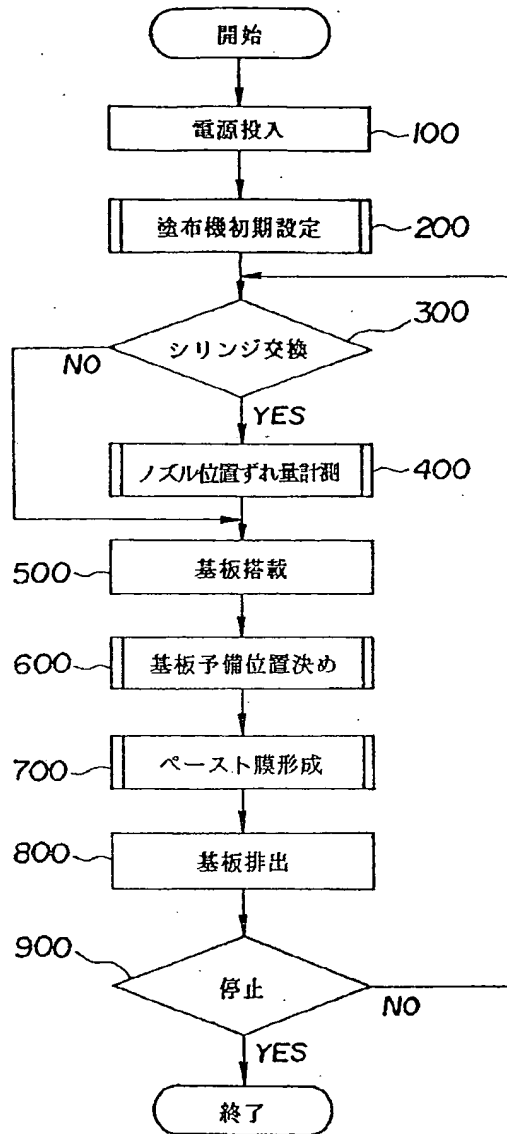 開始
電源投入
100
塗布機初期設定
200
シリンジ交換
300
NO
YES
ノズル位置ずれ量計測
400
500
基板搭載
600
基板予備位置決め
700
ペースト膜形成
800
基板排出
900
停止
NO
YES
終了